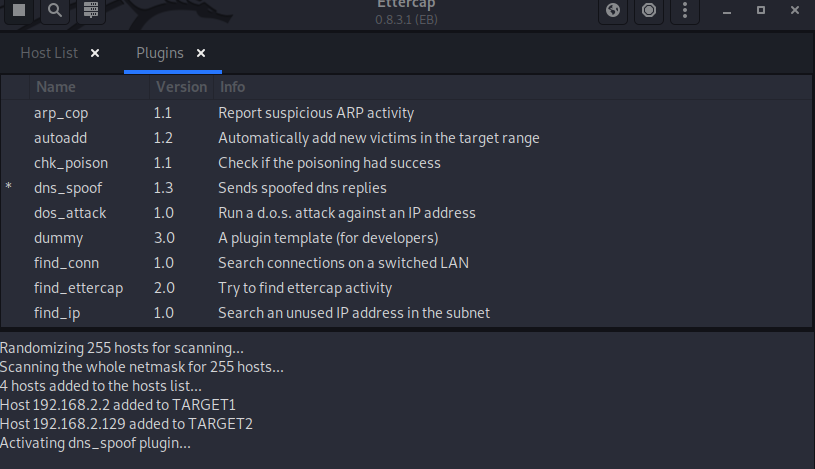 Ettercap
0.8.3.1 (EB)
Host List × Plugins ×
Name Version Info
arp_cop 1.1 Report suspicious ARP activity
autoadd 1.2 Automatically add new victims in the target range
chk_poison 1.1 Check if the poisoning had success
* dns_spoof 1.3 Sends spoofed dns replies
dos_attack 1.0 Run a d.o.s. attack against an IP address
dummy 3.0 A plugin template (for developers)
find_conn 1.0 Search connections on a switched LAN
find_ettercap 2.0 Try to find ettercap activity
find_ip 1.0 Search an unused IP address in the subnet
Randomizing 255 hosts for scanning...
Scanning the whole netmask for 255 hosts...
4 hosts added to the hosts list...
Host 192.168.2.2 added to TARGET1
Host 192.168.2.129 added to TARGET2
Activating dns_spoof plugin...